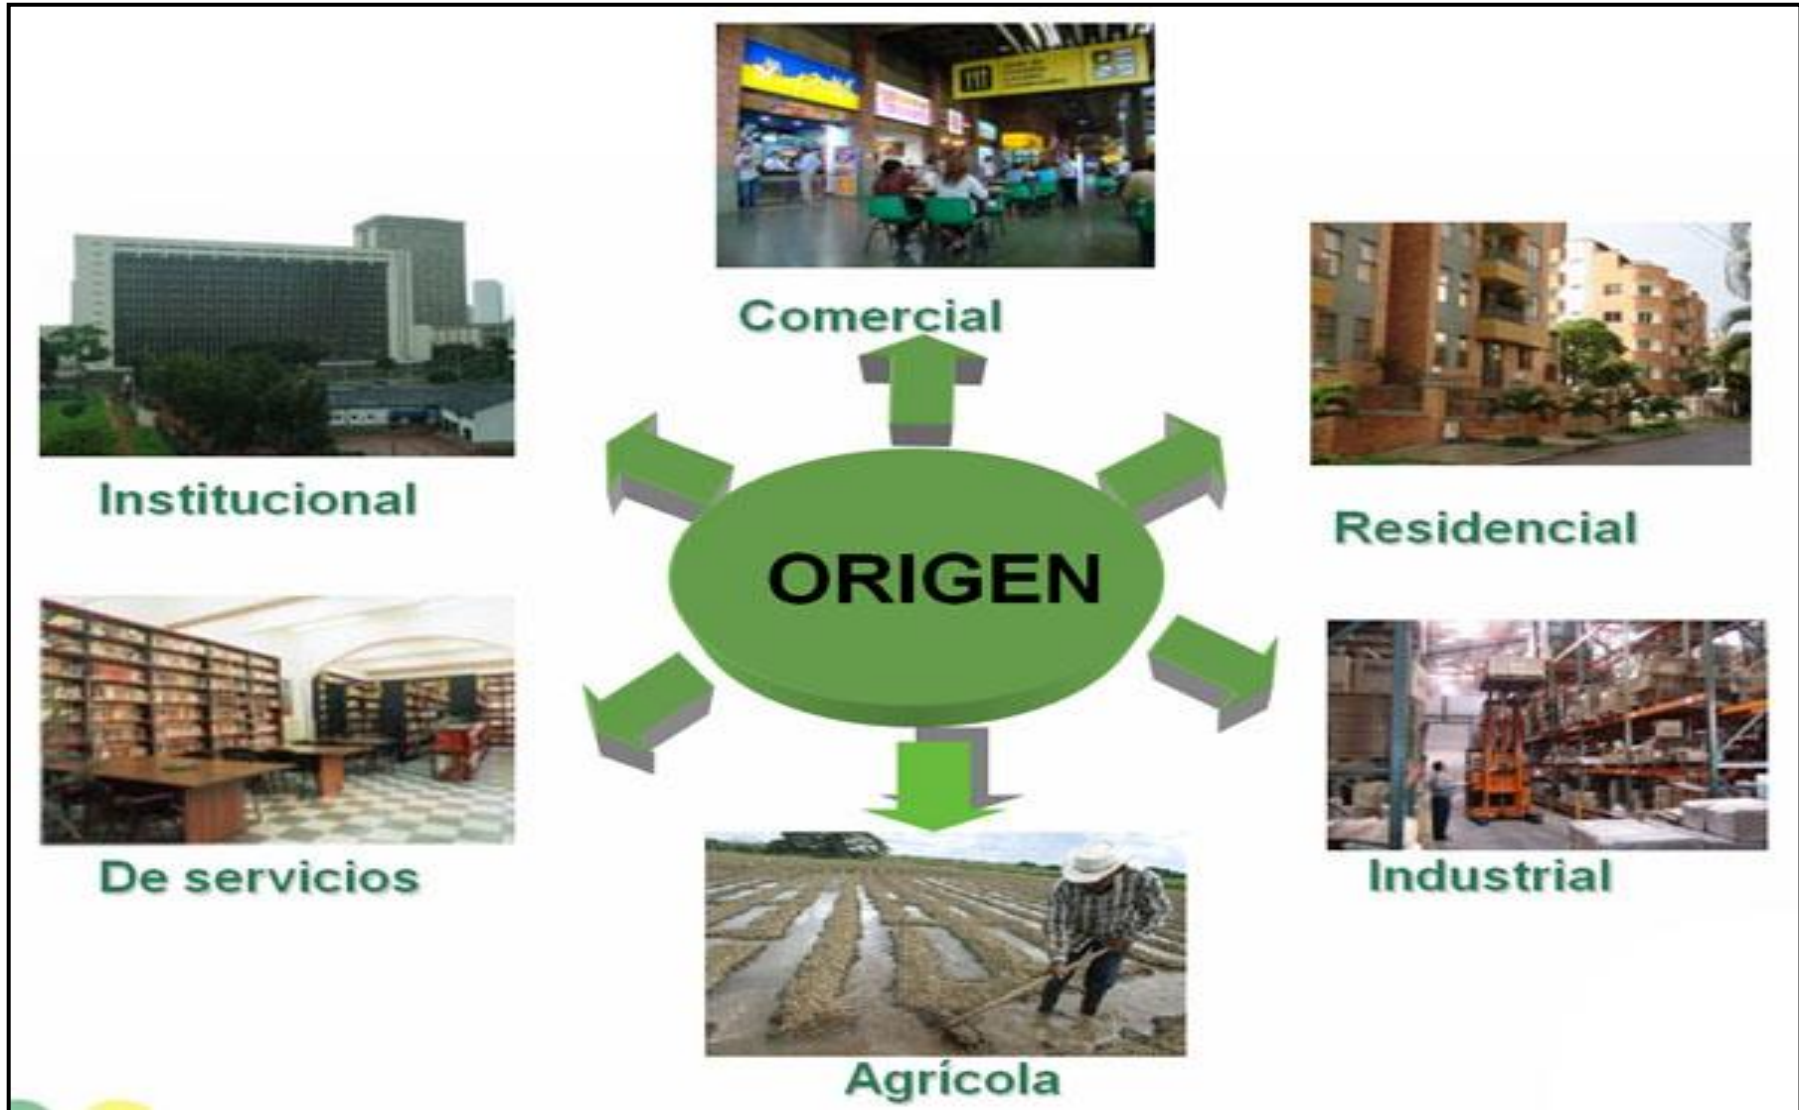 Comercial
Institucional
Residencial
ORIGEN
De servicios
Industrial
Agrícola